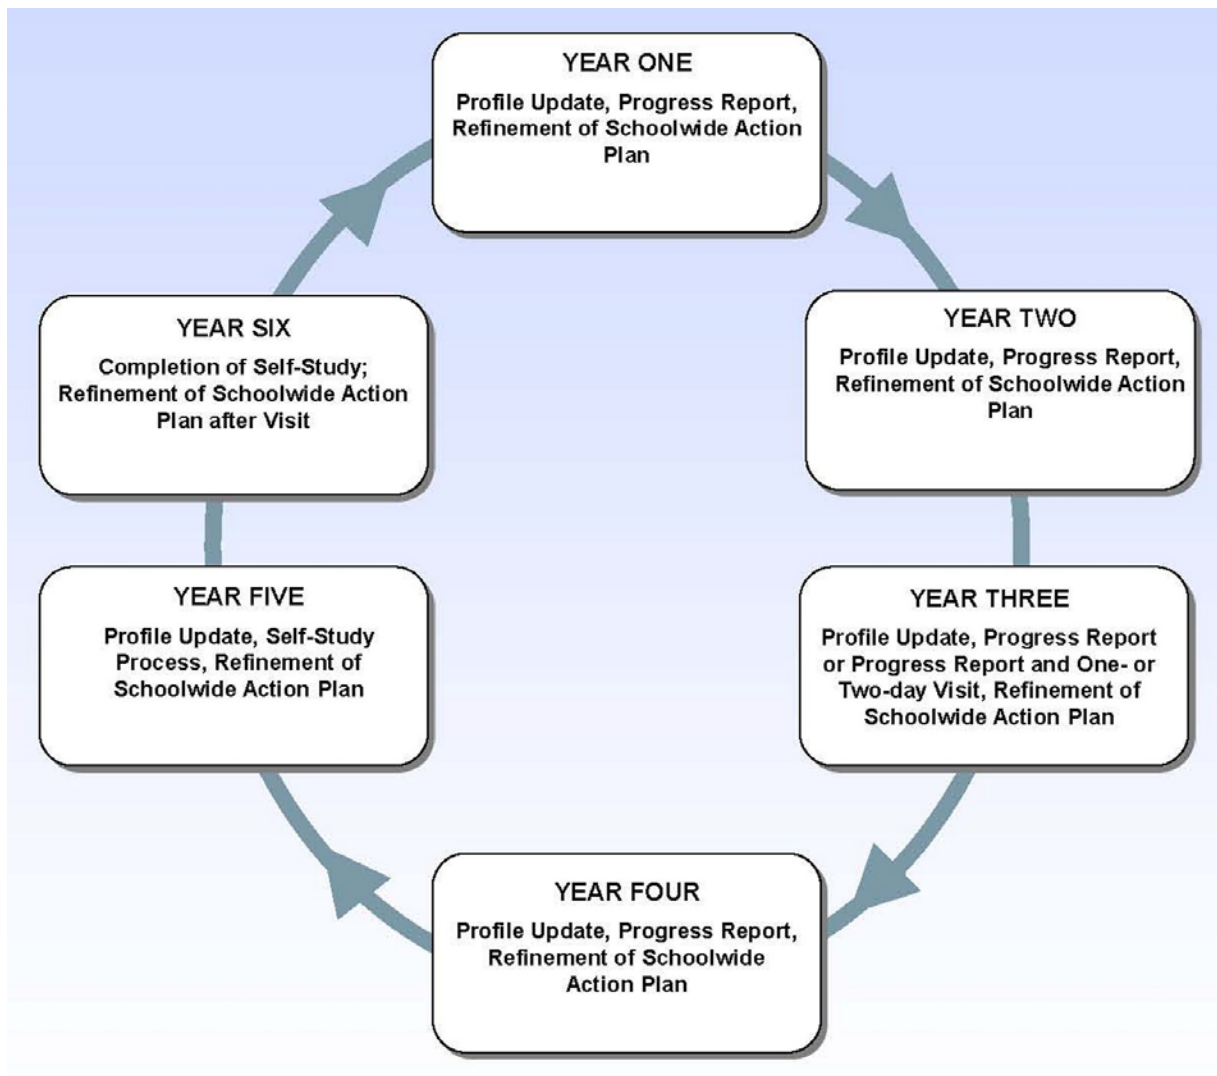 YEAR ONE
Profile Update, Progress Report,
Refinement of Schoolwide Action
Plan
YEAR TWO
Profile Update, Progress Report,
Refinement of Schoolwide Action
Plan
YEAR THREE
Profile Update, Progress Report
or Progress Report and One- or
Two-day Visit, Refinement of
Schoolwide Action Plan
YEAR FOUR
Profile Update, Progress Report,
Refinement of Schoolwide
Action Plan
YEAR FIVE
Profile Update, Self-Study
Process, Refinement of
Schoolwide Action Plan
YEAR SIX
Completion of Self-Study;
Refinement of Schoolwide Action
Plan after Visit